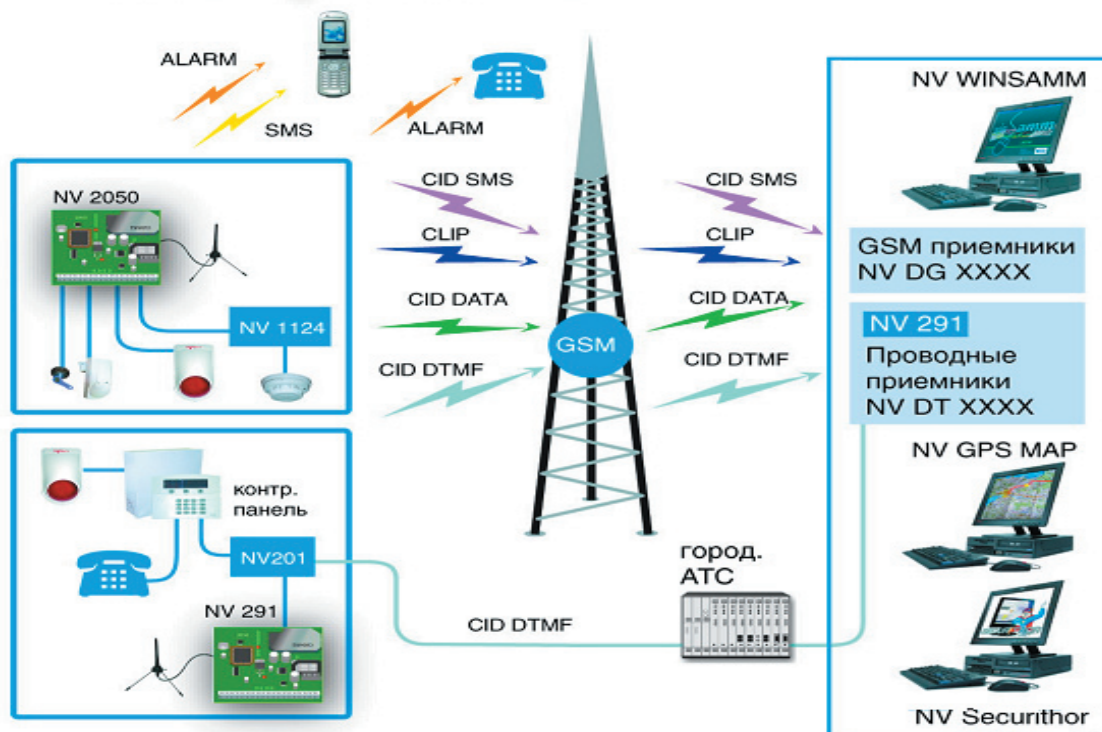 ALARM
SMS
ALARM
NV 2050
NV 1124
контр.
панель
NV201
NV 291
CID SMS
CLIP
CID DATA
CID DTMF
GSM
CID SMS
CLIP
CID DATA
CID DTMF
город.
АТС
CID DTMF
NV WINSAMM
GSM приемники
NV DG XXXX
NV 291
Проводные
приемники
NV DT XXXX
NV GPS MAP
NV Securithor